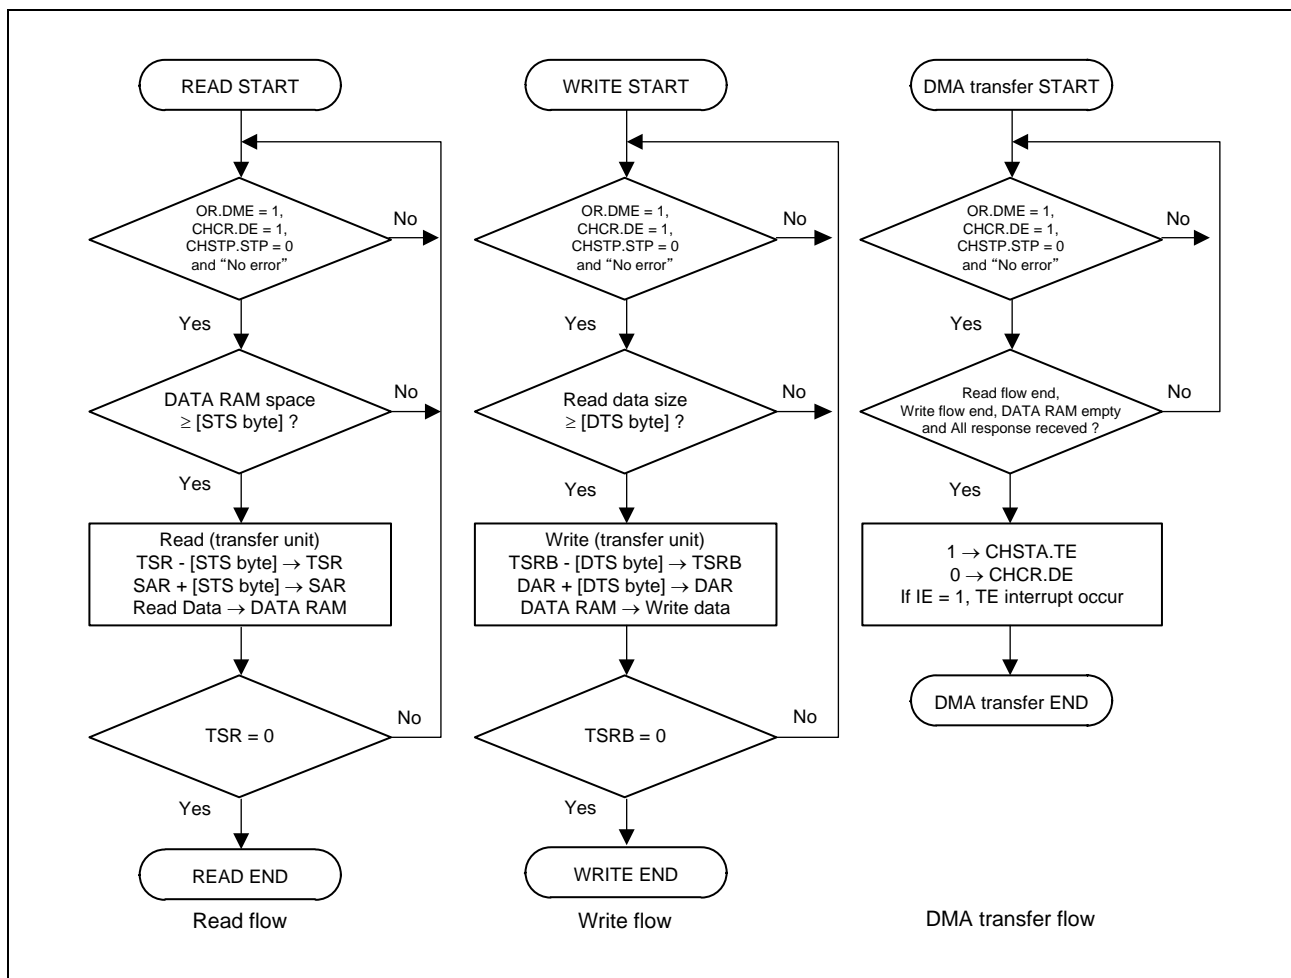 READ START
OR.DME = 1,
CHCR.DE = 1,
CHSTP.STP = 0
and “No error”
No
Yes
DATA RAM space
≥ [STS byte] ?
No
Yes
Read (transfer unit)
TSR - [STS byte] → TSR
SAR + [STS byte] → SAR
Read Data → DATA RAM
TSR = 0
No
Yes
READ END
Read flow
WRITE START
OR.DME = 1,
CHCR.DE = 1,
CHSTP.STP = 0
and “No error”
No
Yes
Read data size
≥ [DTS byte] ?
No
Yes
Write (transfer unit)
TSRB - [DTS byte] → TSRB
DAR + [DTS byte] → DAR
DATA RAM → Write data
TSRB = 0
No
Yes
WRITE END
Write flow
DMA transfer START
OR.DME = 1,
CHCR.DE = 1,
CHSTP.STP = 0
and “No error”
No
Yes
Read flow end,
Write flow end, DATA RAM empty
and All response receved ?
No
Yes
1 → CHSTA.TE
0 → CHCR.DE
If IE = 1, TE interrupt occur
DMA transfer END
DMA transfer flow